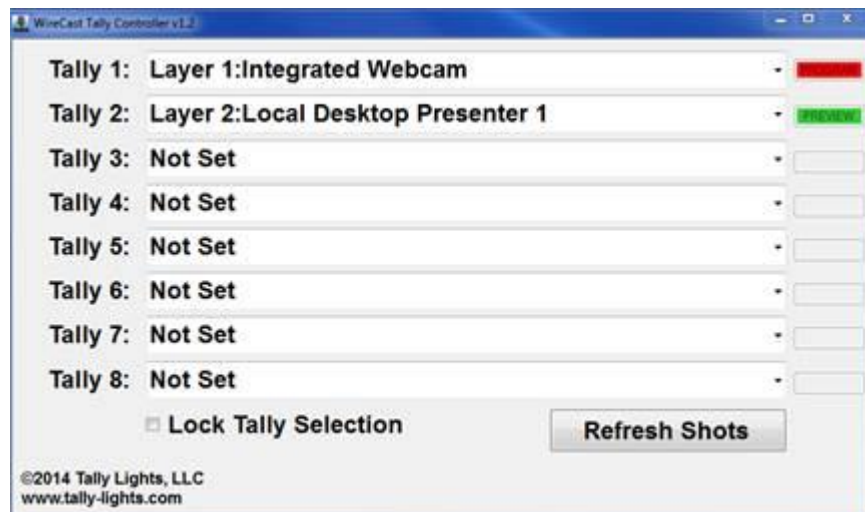 WireCast Tally Controller v1.2
Tally 1: Layer 1:Integrated Webcam PROGRAM
Tally 2: Layer 2:Local Desktop Presenter 1 PREVIEW
Tally 3: Not Set
Tally 4: Not Set
Tally 5: Not Set
Tally 6: Not Set
Tally 7: Not Set
Tally 8: Not Set
Lock Tally Selection Refresh Shots
©2014 Tally Lights, LLC
www.tally-lights.com